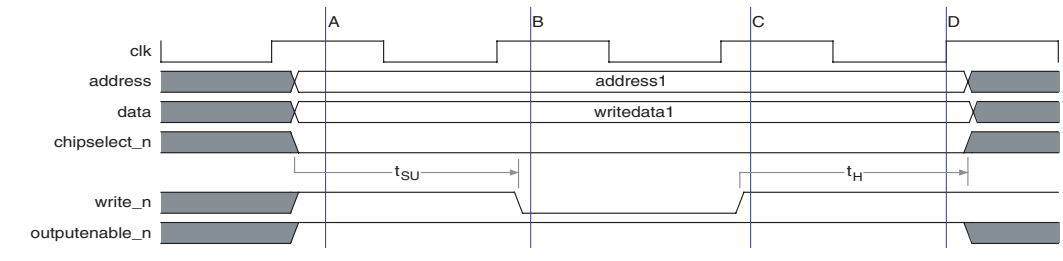 A B C D
clk
address address1
data writedata1
chipselect_n
tSU tH
write_n
outputenable_n